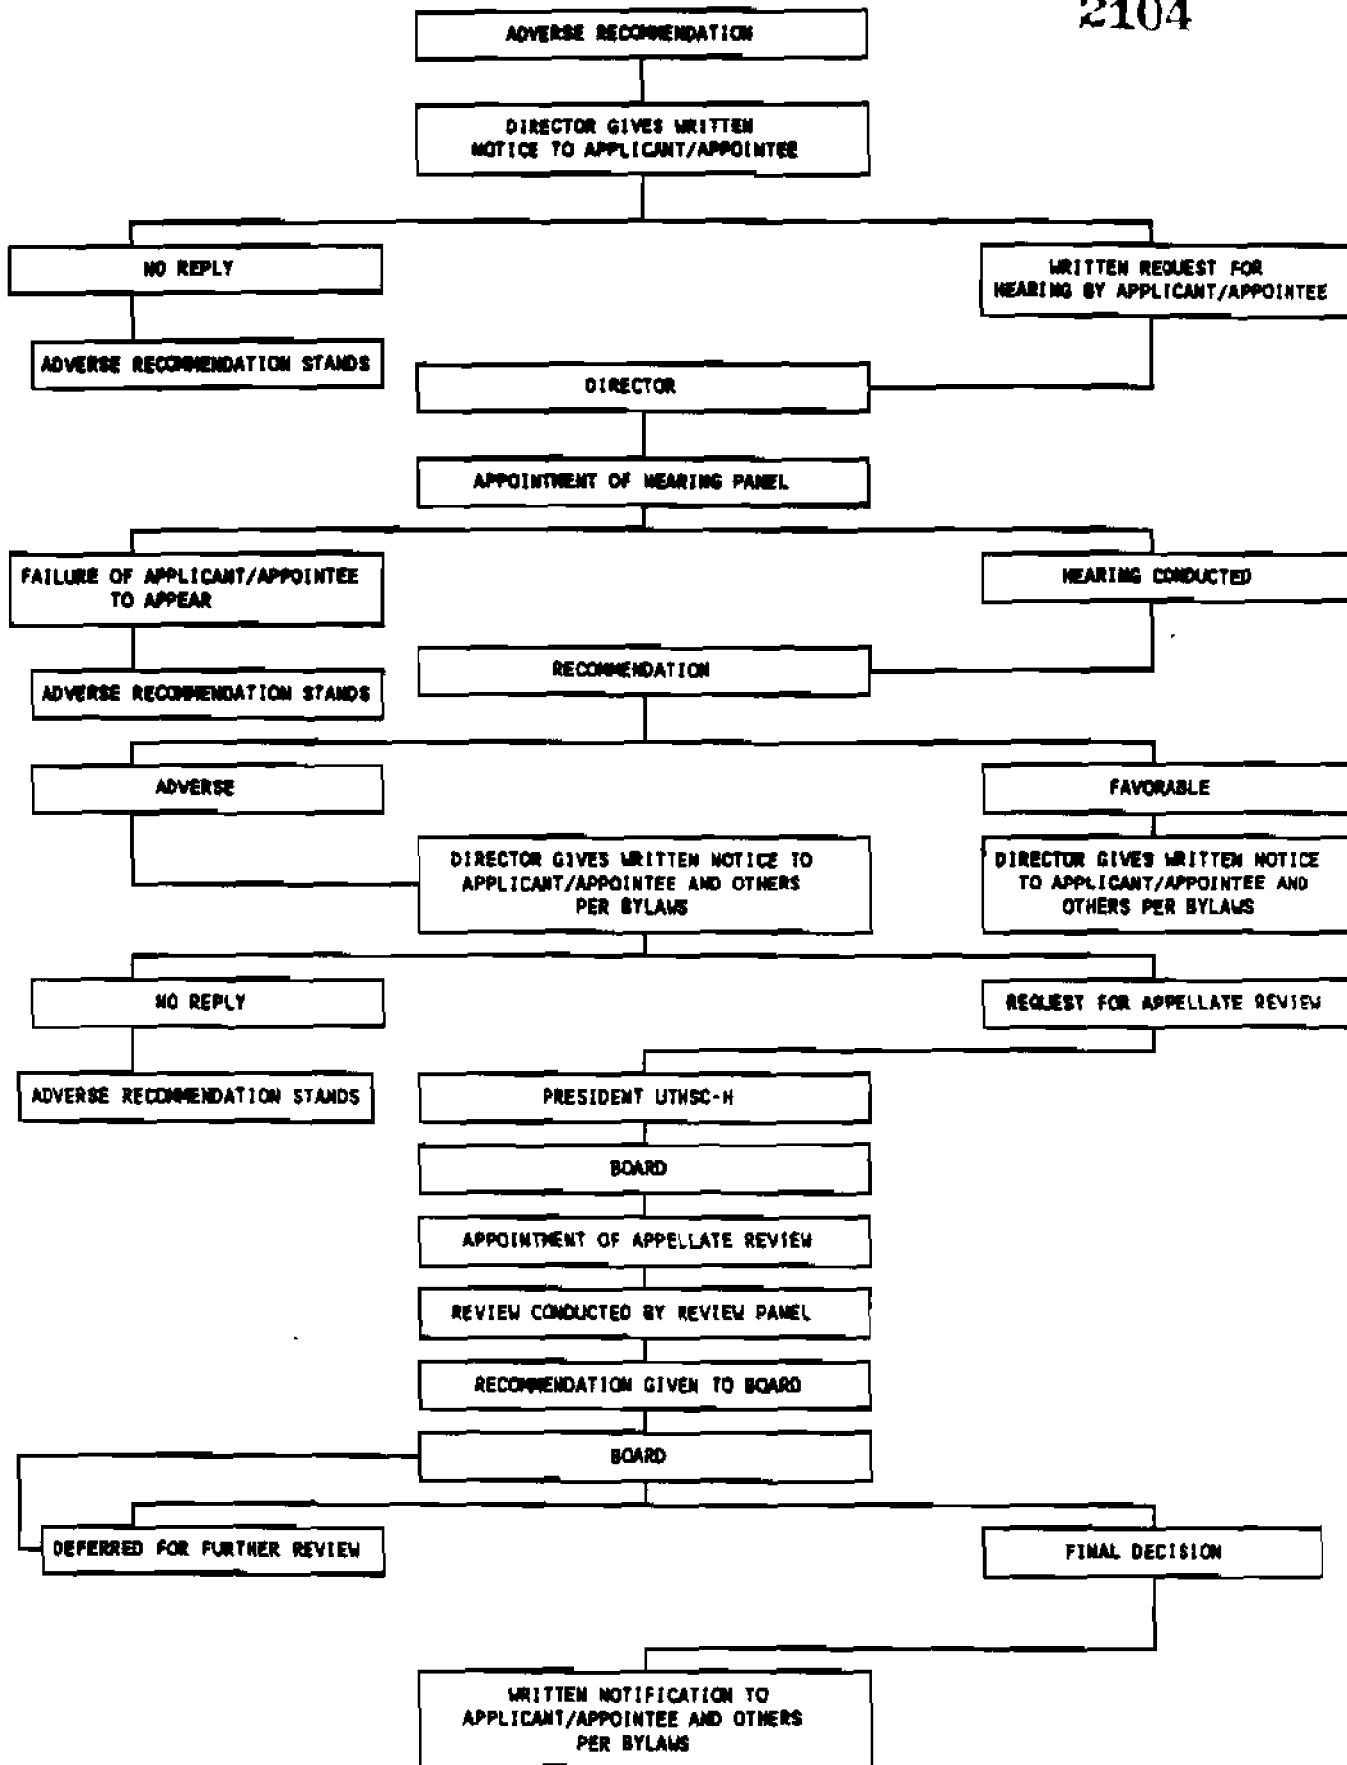 2104
ADVERSE RECOMMENDATION
DIRECTOR GIVES WRITTEN
NOTICE TO APPLICANT/APPOINTEE
NO REPLY
WRITTEN REQUEST FOR
HEARING BY APPLICANT/APPOINTEE
ADVERSE RECOMMENDATION STANDS
DIRECTOR
APPOINTMENT OF HEARING PANEL
FAILURE OF APPLICANT/APPOINTEE
TO APPEAR
HEARING CONDUCTED
ADVERSE RECOMMENDATION STANDS
RECOMMENDATION
ADVERSE
FAVORABLE
DIRECTOR GIVES WRITTEN NOTICE TO
APPLICANT/APPOINTEE AND OTHERS
PER BYLAWS
DIRECTOR GIVES WRITTEN NOTICE
TO APPLICANT/APPOINTEE AND
OTHERS PER BYLAWS
NO REPLY
REQUEST FOR APPELLATE REVIEW
ADVERSE RECOMMENDATION STANDS
PRESIDENT UTHSC-H
BOARD
APPOINTMENT OF APPELLATE REVIEW
REVIEW CONDUCTED BY REVIEW PANEL
RECOMMENDATION GIVEN TO BOARD
BOARD
DEFERRED FOR FURTHER REVIEW
FINAL DECISION
WRITTEN NOTIFICATION TO
APPLICANT/APPOINTEE AND OTHERS
PER BYLAWS